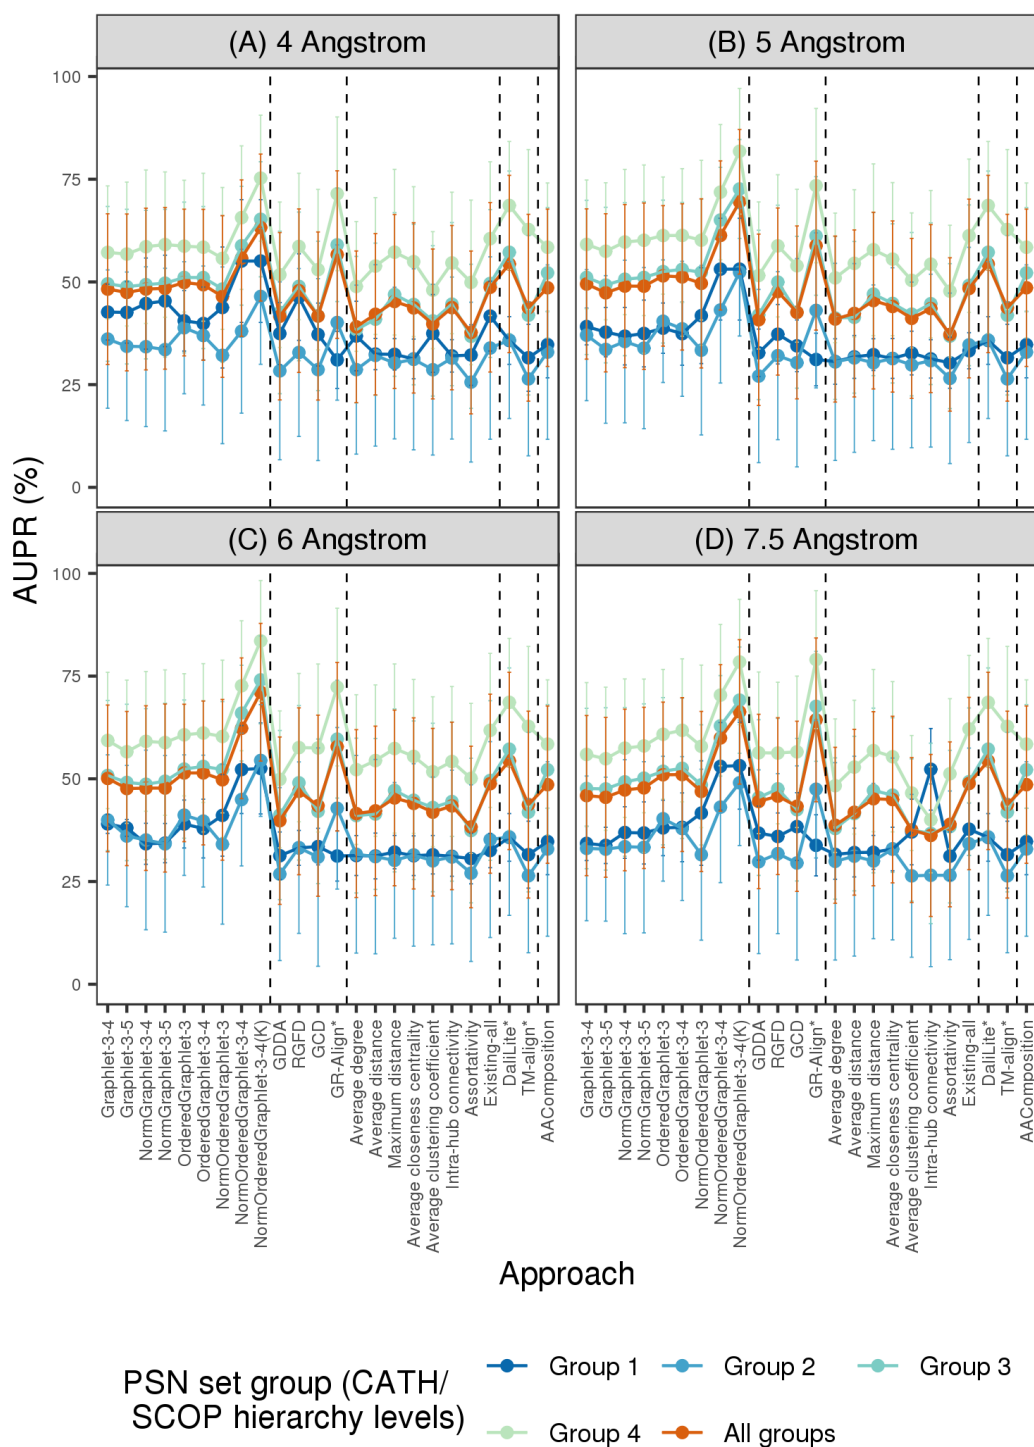 (A) 4 Angstrom
(B) 5 Angstrom
100
75
50
25
0
(C) 6 Angstrom
(D) 7.5 Angstrom
100
75
50
25
0
AUPR (%)
Graphlet-3-4
Graphlet-3-5
NormGraphlet-3-4
NormGraphlet-3-5
OrderedGraphlet-3
OrderedGraphlet-3-4
NormOrderedGraphlet-3
NormOrderedGraphlet-3-4
NormOrderedGraphlet-3-4(K)
GDDA
RGFD
GCD
GR-Align*
Average degree
Average distance
Maximum distance
Average closeness centrality
Average clustering coefficient
Intra-hub connectivity
Assortativity
Existing-all
DaliLite*
TM-align*
AAComposition
Graphlet-3-4
Graphlet-3-5
NormGraphlet-3-4
NormGraphlet-3-5
OrderedGraphlet-3
OrderedGraphlet-3-4
NormOrderedGraphlet-3
NormOrderedGraphlet-3-4
NormOrderedGraphlet-3-4(K)
GDDA
RGFD
GCD
GR-Align*
Average degree
Average distance
Maximum distance
Average closeness centrality
Average clustering coefficient
Intra-hub connectivity
Assortativity
Existing-all
DaliLite*
TM-align*
AAComposition
Approach
PSN set group (CATH/
SCOP hierarchy levels)
Group 1
Group 2
Group 3
Group 4
All groups